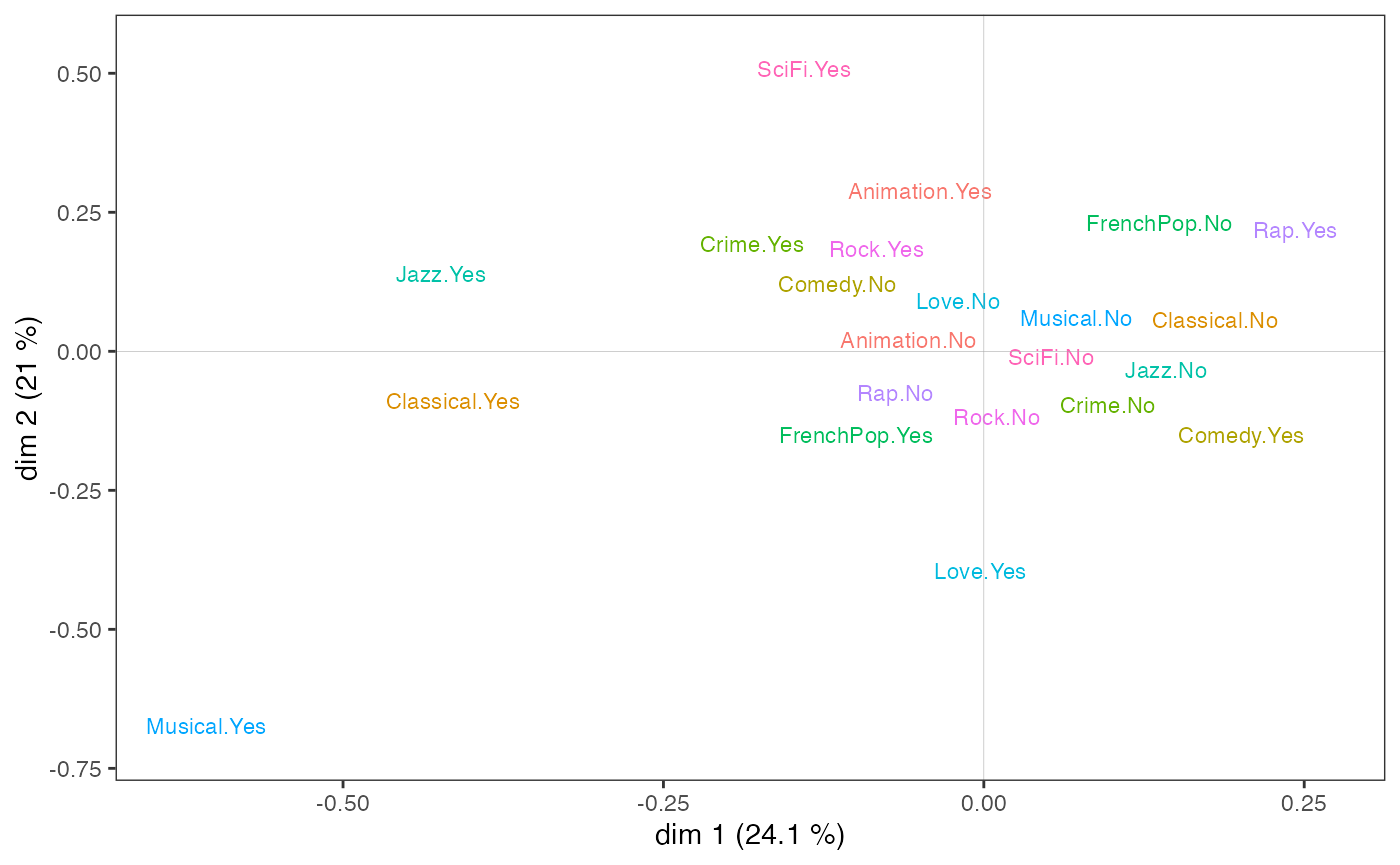 0.50
SciFi.Yes
0.25
Animation.Yes
FrenchPop.No
Rap.Yes
Crime.Yes
Rock.Yes
Jazz.Yes
Comedy.No
Love.No
Musical.No
Classical.No
0.00
Animation.No
SciFi.No
Jazz.No
Rap.No
Classical.Yes
Crime.No
Rock.No
FrenchPop.Yes
Comedy.Yes
-0.25
Love.Yes
-0.50
Musical.Yes
-0.75
dim 2 (21 %)
-0.50
-0.25
0.00
0.25
dim 1 (24.1 %)